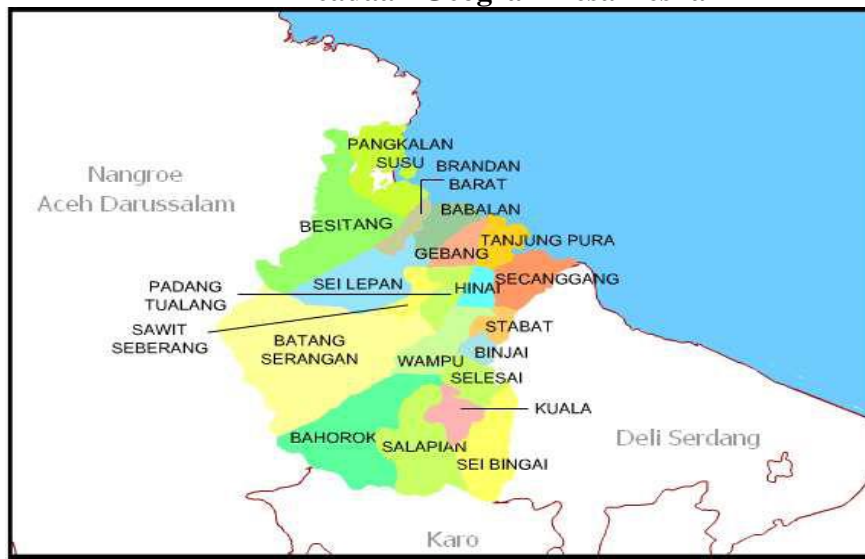 PANGKALAN
SUSU
BRANDAN
BARAT
Nangroe
Aceh Darussalam
BABALAN
BESITANG
TANJUNG PURA
GEBANG
SECANGGANG
PADANG
TUALANG
SEI LEPAN
HINAI
SAWIT
SEBERANG
STABAT
BATANG
SERANGAN
BINJAI
WAMPU
SELESAI
KUALA
BAHOROK
SALAPIAN
Deli Serdang
SEI BINGAI
Karo